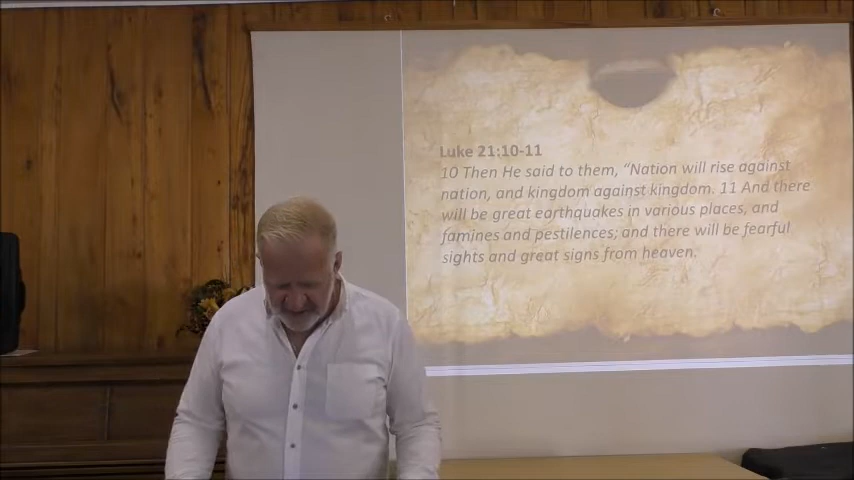 Luke 21:10-11
10 Then He said to them, “Nation will rise against
nation, and kingdom against kingdom. 11 And there
will be great earthquakes in various places, and
famines and pestilences; and there will be fearful
sights and great signs from heaven.